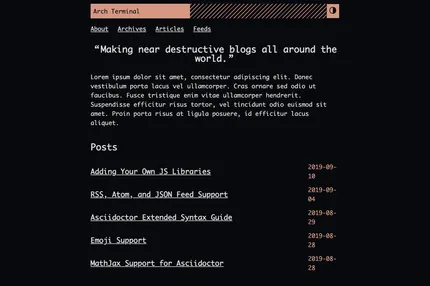 Arch Terminal
About Archives Articles Feeds
“Making near destructive blogs all around the
world.”
Lorem ipsum dolor sit amet, consectetur adipiscing elit. Donec
vestibulum porta lacus vel ullamcorper. Cras ornare sed odio ut
faucibus. Fusce tristique enim vitae ullamcorper hendrerit.
Suspendisse efficitur risus tortor, vel tincidunt odio euismod sit
amet. Proin porta risus at ligula posuere, id efficitur lacus
aliquet.
Posts
Adding Your Own JS Libraries 2019-09-
10
RSS, Atom, and JSON Feed Support 2019-09-
04
Asciidoctor Extended Syntax Guide 2019-08-
29
Emoji Support 2019-08-
28
MathJax Support for Asciidoctor 2019-08-
28